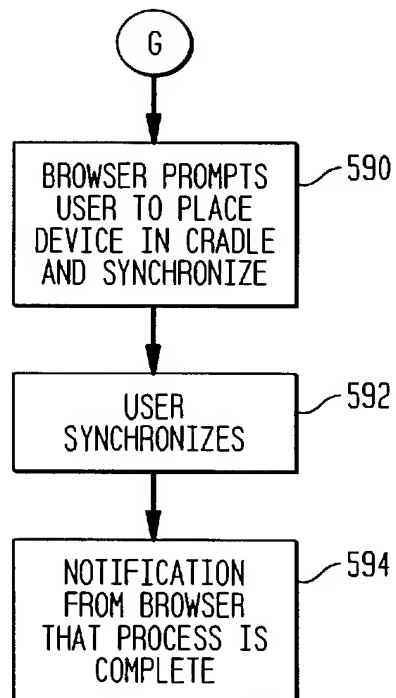 G
BROWSER PROMPTS
USER TO PLACE
DEVICE IN CRADLE
AND SYNCHRONIZE
590
USER
SYNCHRONIZES
592
NOTIFICATION
FROM BROWSER
THAT PROCESS IS
COMPLETE
594